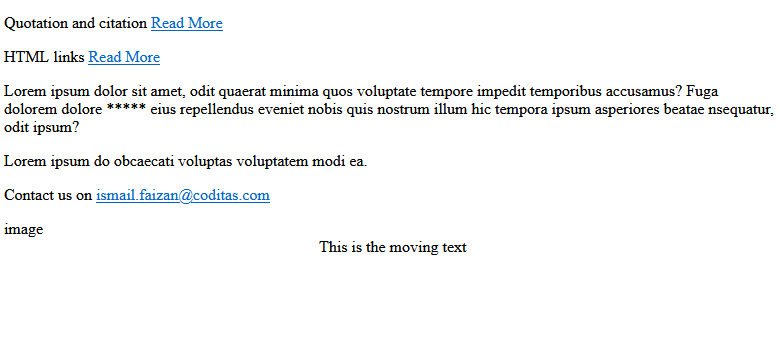 Quotation and citation Read More
HTML links Read More
Lorem ipsum dolor sit amet, odit quaerat minima quos voluptate tempore impedit temporibus accusamus? Fuga
dolorem dolore ***** eius repellendus eveniet nobis quis nostrum illum hic tempora ipsum asperiores beatae nsequatur,
odit ipsum?
Lorem ipsum do obcaecati voluptas voluptatem modi ea.
Contact us on ismail.faizan@coditas.com
image
This is the moving text